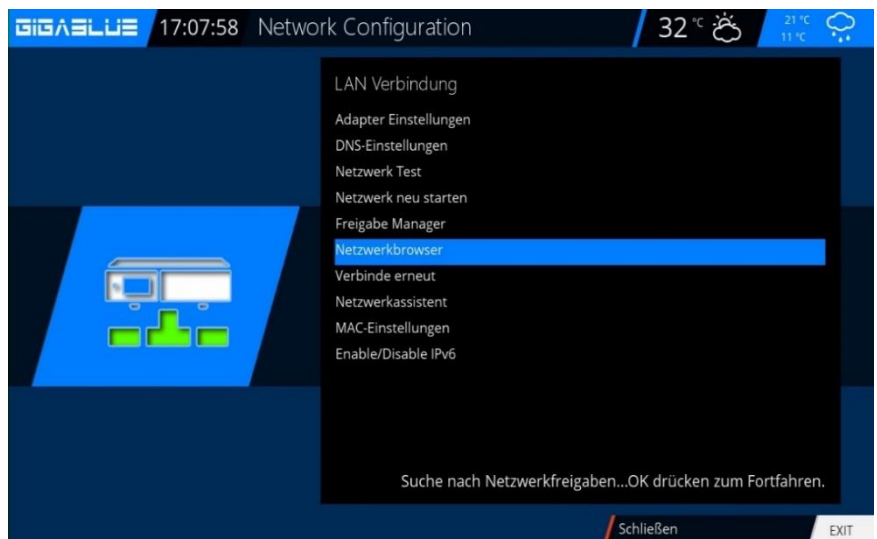 GIGABLUE 17:07:58 Network Configuration 32 °C 21 °C
11 °C
LAN Verbindung
Adapter Einstellungen
DNS-Einstellungen
Netzwerk Test
Netzwerk neu starten
Freigabe Manager
Netzwerkbrowser
Verbinde erneut
Netzwerkassistent
MAC-Einstellungen
Enable/Disable IPv6
Suche nach Netzwerkfreigaben...OK drücken zum Fortfahren.
Schließen EXIT